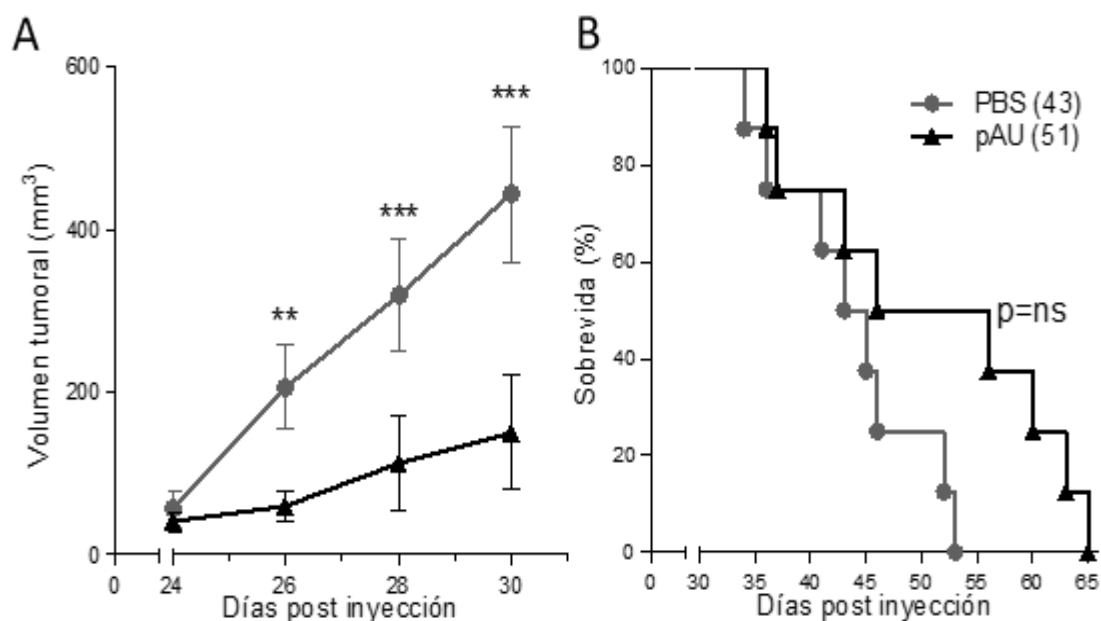 A
600
400
200
0
Volumen tumoral (mm³)
**
***
***
0 24 26 28 30
Días post inyección
B
100
80
60
40
20
0
Sobrevida (%)
PBS (43)
pAU (51)
p=ns
0 30 35 40 45 50 55 60 65
Días post inyección